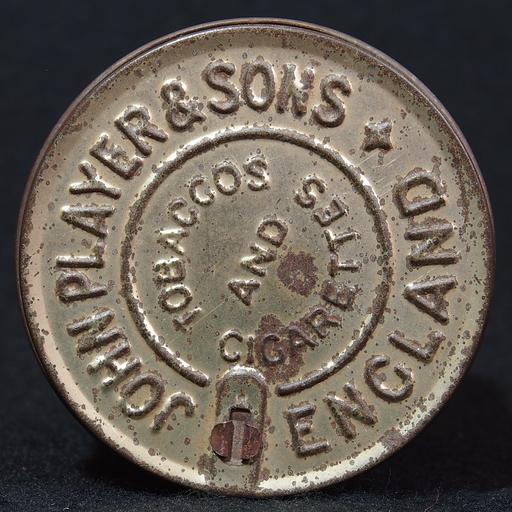 JOHN PLAYER & SONS ★ ENGLAND
TOBACCOS
AND
CIGARETTES